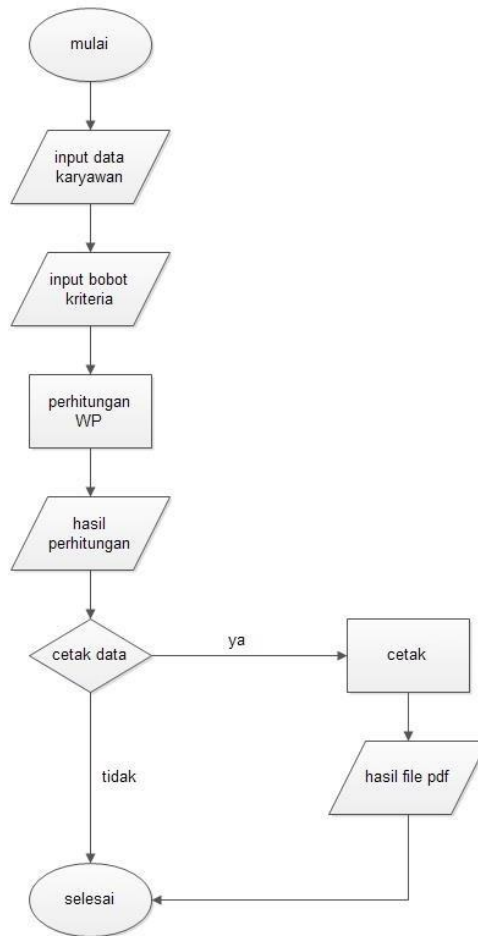 mulai
input data
karyawan
input bobot
kriteria
perhitungan
WP
hasil
perhitungan
cetak data
ya
cetak
tidak
hasil file pdf
selesai